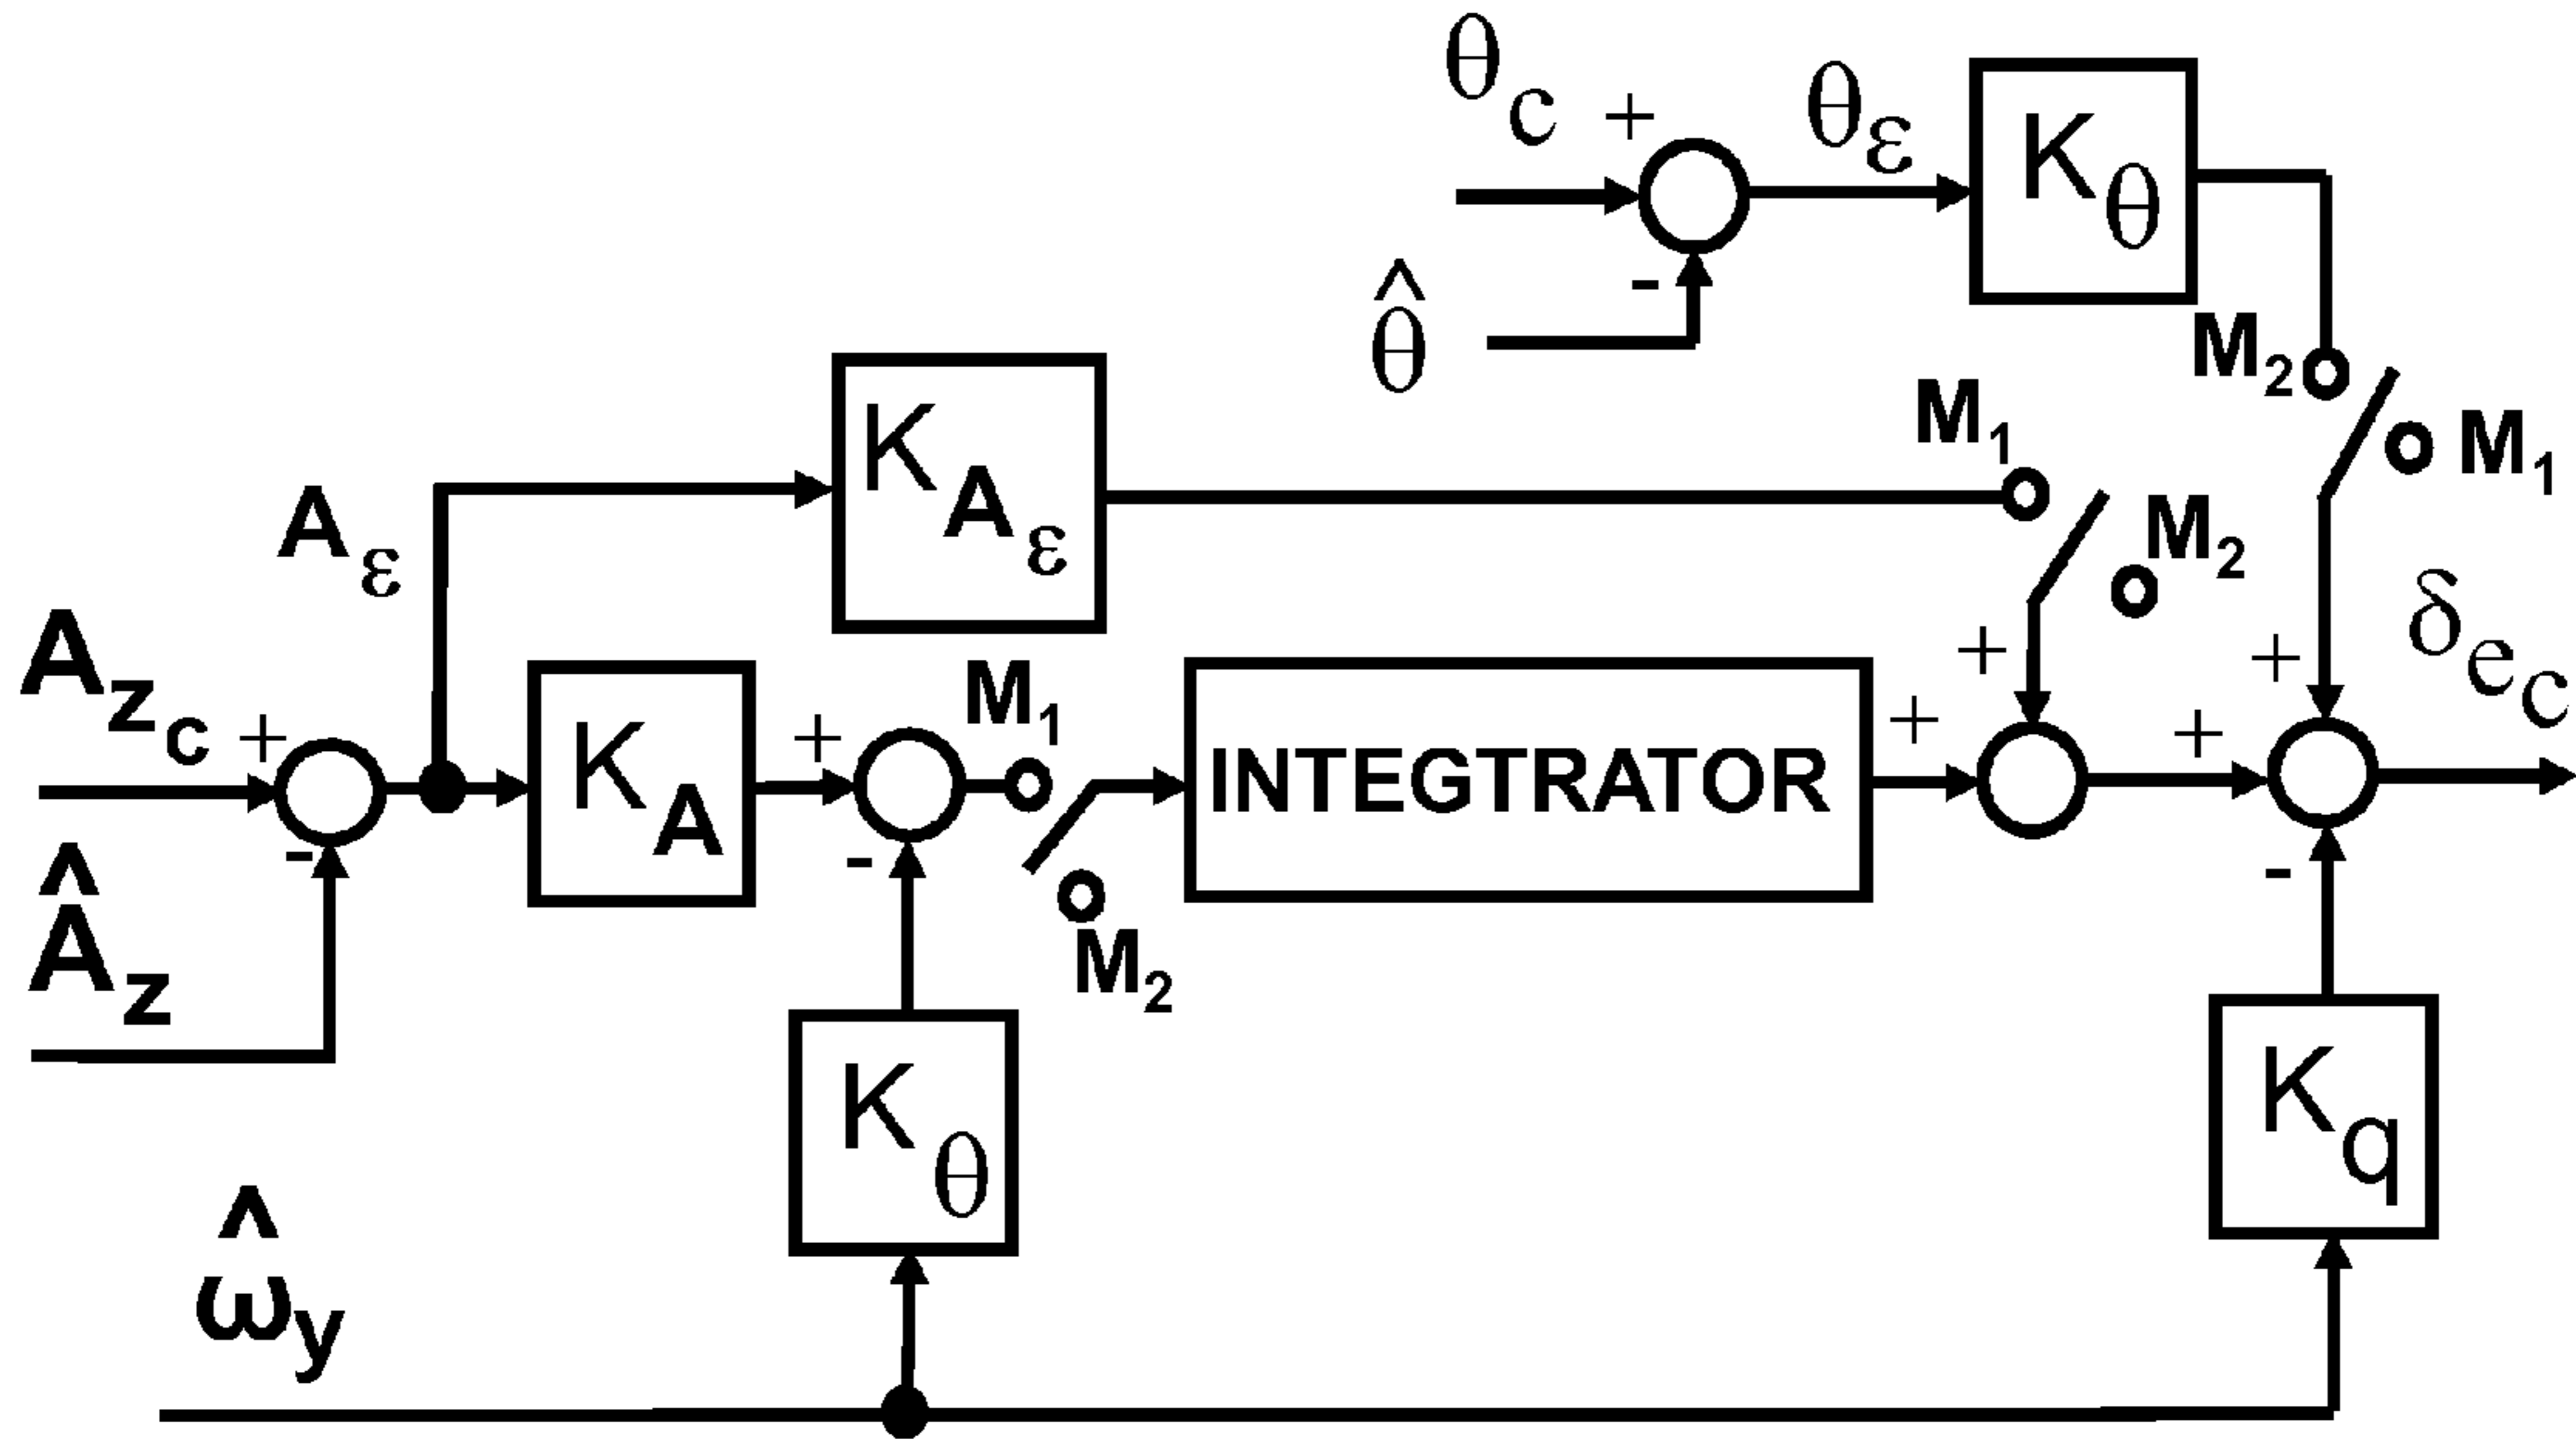 θc + θε Kθ
θ̂ -
M2 M1
M1
KAε
M2
Aε
δec
Azc + KA + M1 INTEGTRATOR + + + +
Âz - - M2 -
Kθ Kq
ω̂y